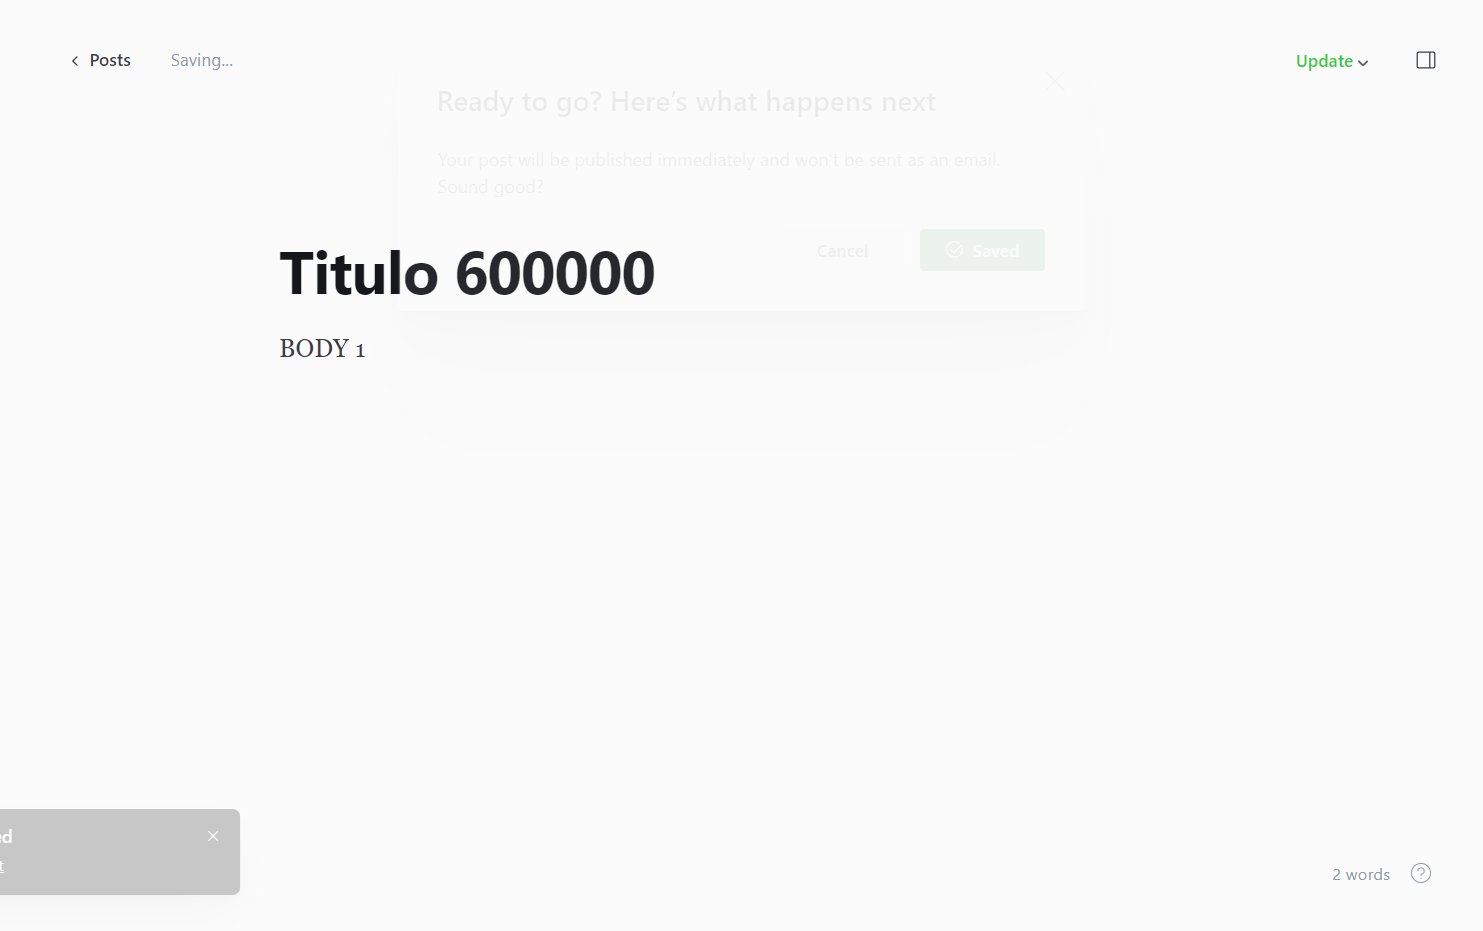 Posts
Saving...
Update
Ready to go? Here's what happens next
Your post will be published immediately and won't be sent as an email.
Sound good?
Cancel
Saved
Titulo 600000
BODY 1
2 words